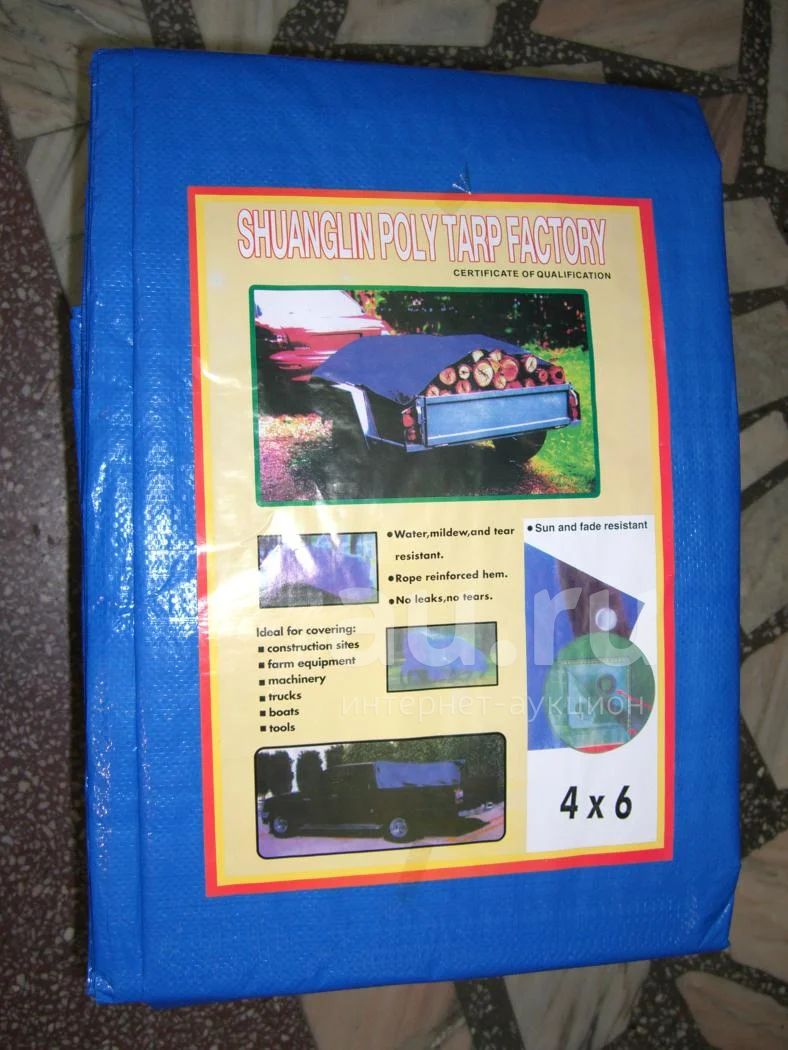 SHUANGLIN POLY TARP FACTORY
CERTIFICATE OF QUALIFICATION
●Water,mildew,and tear
resistant.
●Rope reinforced hem.
●No leaks,no tears.
● Sun and fade resistant
Ideal for covering:
■ construction sites
■ farm equipment
■ machinery
■ trucks
■ boats
■ tools
4 x 6
au.ru
интернет-аукцион